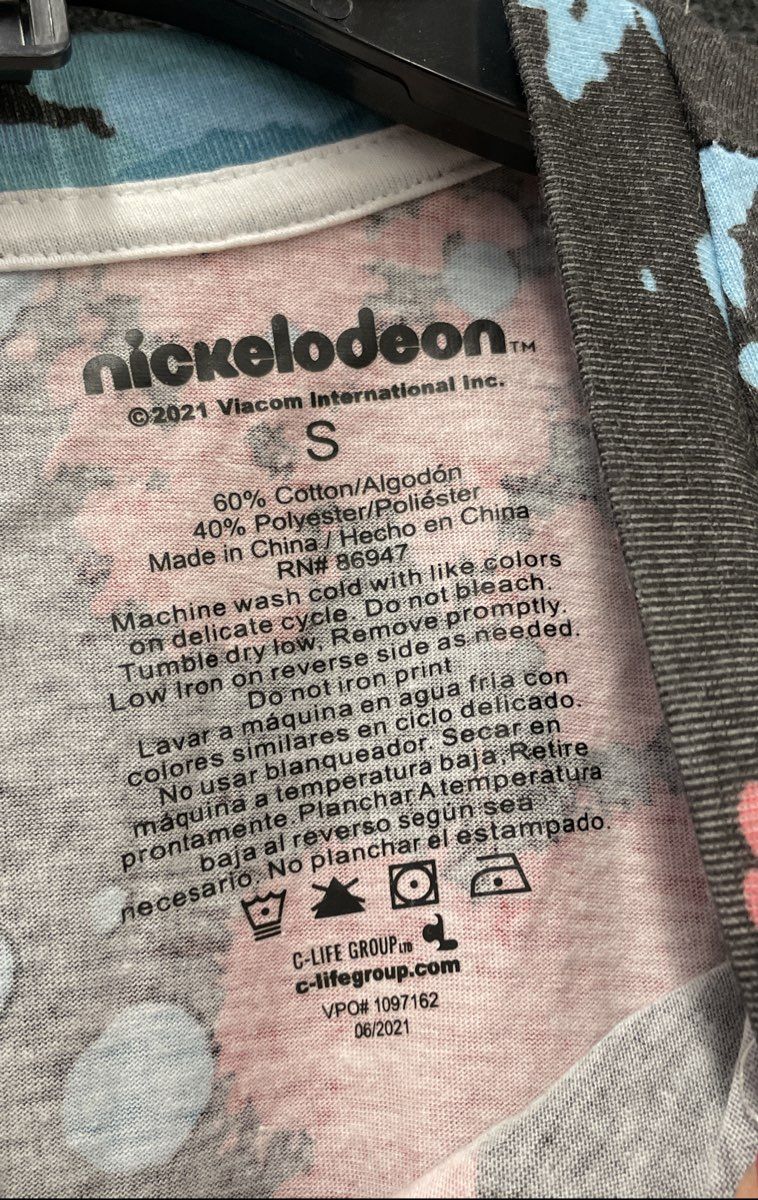 nickelodeon™
©2021 Viacom International Inc.
S
60% Cotton/Algodón
40% Polyester/Poliéster
Made in China / Hecho en China
RN# 86947
Machine wash cold with like colors
on delicate cycle. Do not bleach.
Tumble dry low. Remove promptly.
Low Iron on reverse side as needed.
Do not iron print
Lavar a máquina en agua fría con
colores similares en ciclo delicado.
No usar blanqueador. Secar en
máquina a temperatura baja. Retire
prontamente. Planchar A temperatura
baja al reverso según sea
necesario. No planchar el estampado.
C-LIFE GROUP LTD
c-lifegroup.com
VPO# 1097162
06/2021